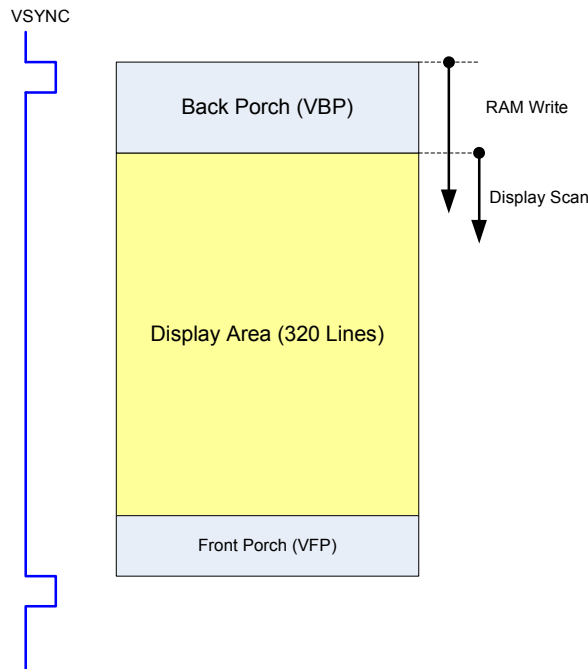 VSYNC
Back Porch (VBP)
RAM Write
Display Scan
Display Area (320 Lines)
Front Porch (VFP)